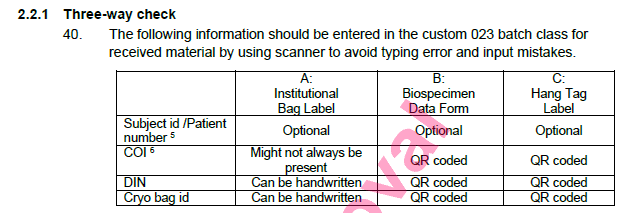 2.2.1 Three-way check
40. The following information should be entered in the custom 023 batch class for
received material by using scanner to avoid typing error and input mistakes.
A: B: C:
Institutional Biospecimen Hang Tag
Bag Label Data Form Label
Subject id /Patient number 5 Optional Optional Optional
COI 6 Might not always be present QR coded QR coded
DIN Can be handwritten QR coded QR coded
Cryo bag id Can be handwritten QR coded QR coded